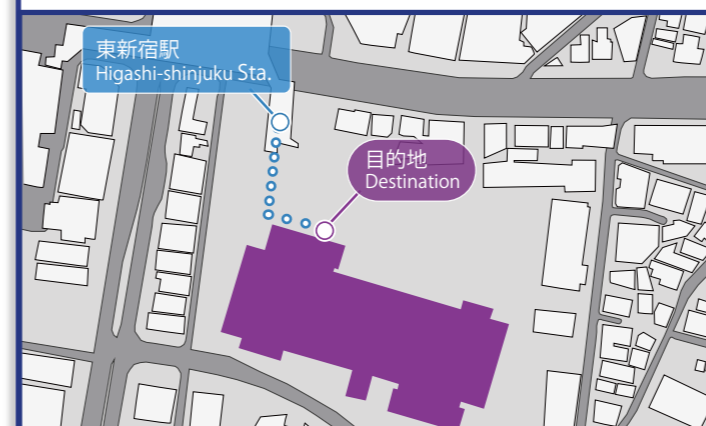 東新宿駅
Higashi-shinjuku Sta.
目的地
Destination